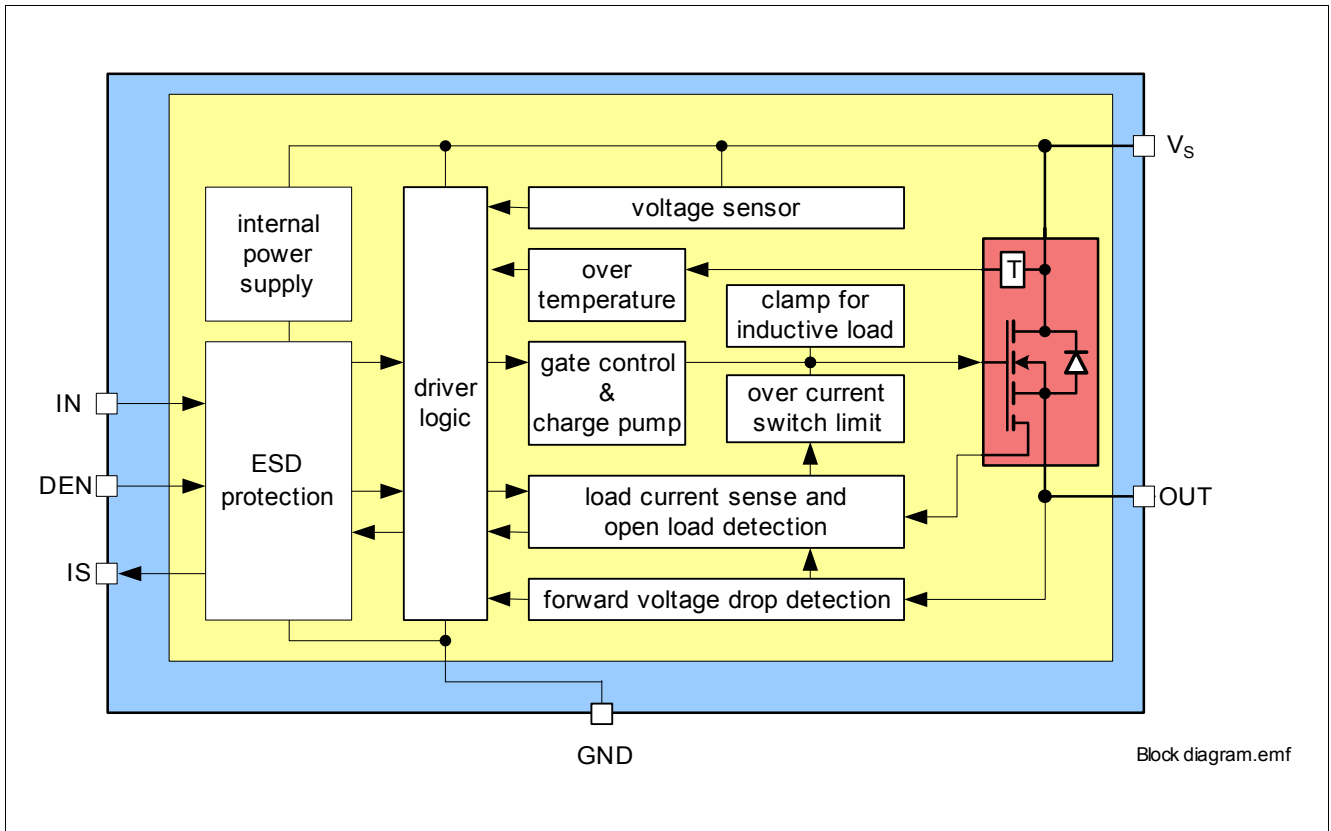 VS
voltage sensor
internal
power
supply
over
temperature
T
clamp for
inductive load
gate control
&
charge pump
driver
logic
over current
switch limit
IN
ESD
protection
DEN
load current sense and
open load detection
OUT
IS
forward voltage drop detection
GND
Block diagram.emf